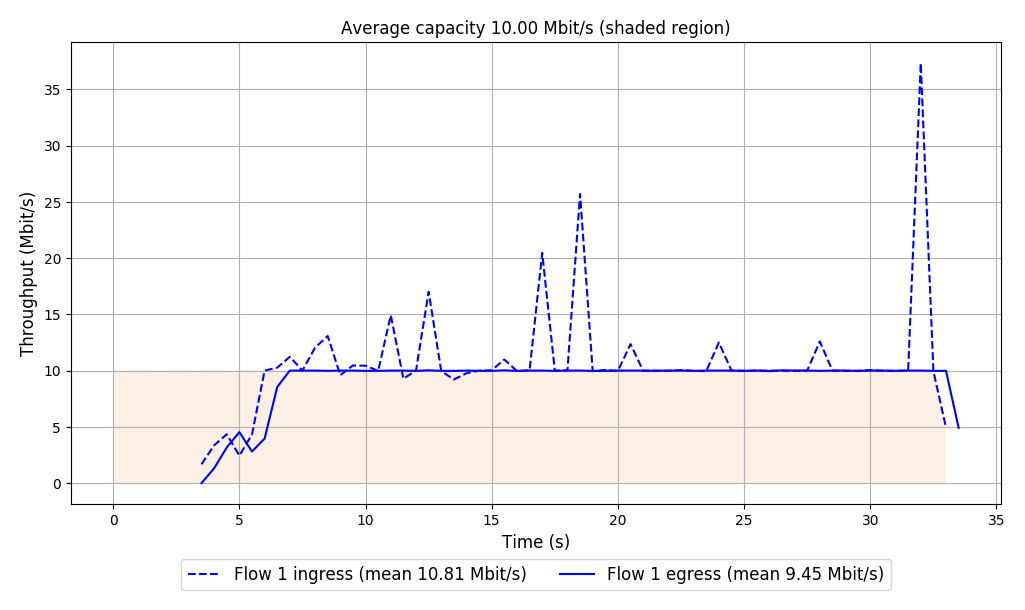 Average capacity 10.00 Mbit/s (shaded region)
Throughput (Mbit/s)
35
30
25
20
15
10
5
0
0 5 10 15 20 25 30 35
Time (s)
Flow 1 ingress (mean 10.81 Mbit/s) Flow 1 egress (mean 9.45 Mbit/s)